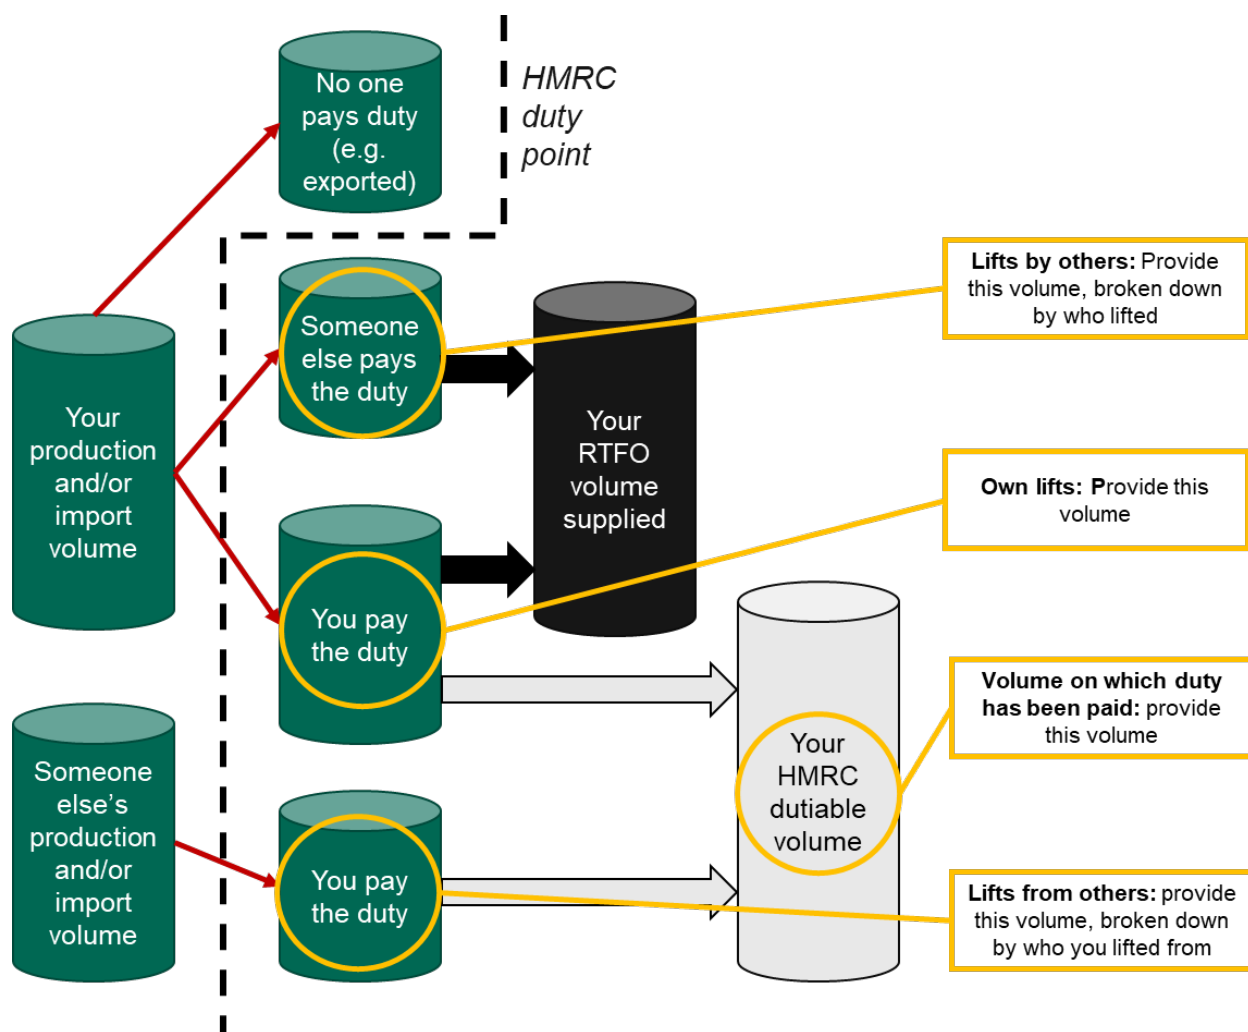 No one
pays duty
(e.g.
exported)
HMRC
duty
point
Someone
else pays
the duty
Lifts by others: Provide
this volume, broken down
by who lifted
Your
production
and/or
import
volume
Your
RTFO
volume
supplied
Own lifts: Provide this
volume
You pay
the duty
Volume on which duty
has been paid: provide
this volume
Someone
else’s
production
and/or
import
volume
Your
HMRC
dutiable
volume
You pay
the duty
Lifts from others: provide
this volume, broken down
by who you lifted from